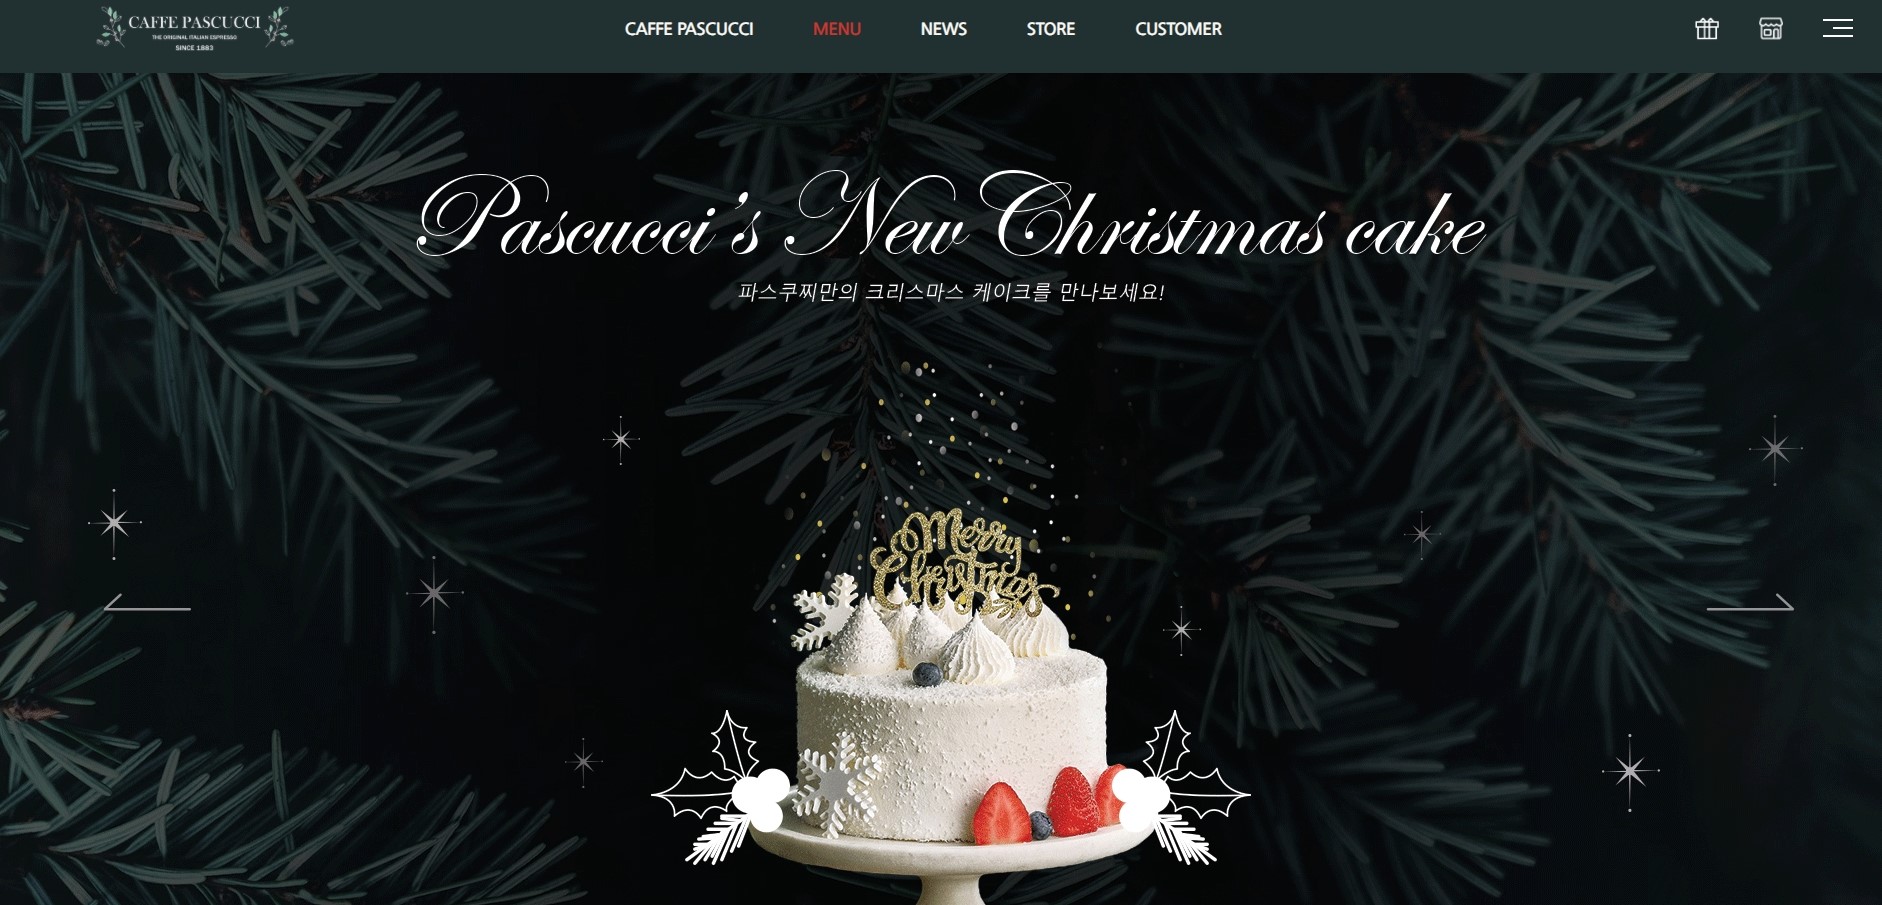 CAFFE PASCUCCI
THE ORIGINAL ITALIAN ESPRESSO
SINCE 1883
CAFFE PASCUCCI MENU NEWS STORE CUSTOMER
Pascucci's New Christmas cake
파스쿠찌만의 크리스마스 케이크를 만나보세요!
Merry
Christmas